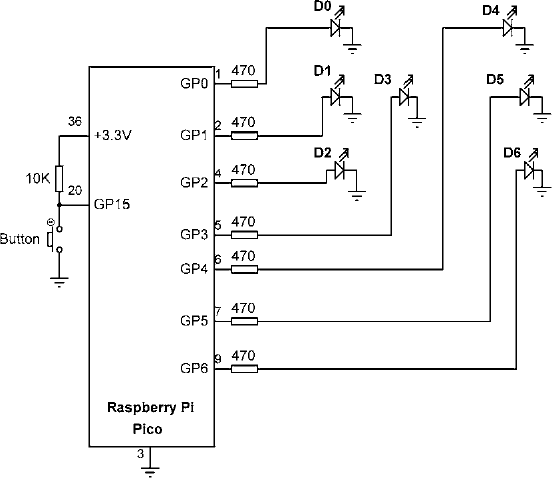 D0
D4
1 470
GP0
D1
D3
D5
36
+3.3V
2 470
GP1
D2
D6
10K
20
GP15
4 470
GP2
Button
5 470
GP3
6 470
GP4
7 470
GP5
9 470
GP6
Raspberry Pi
Pico
3